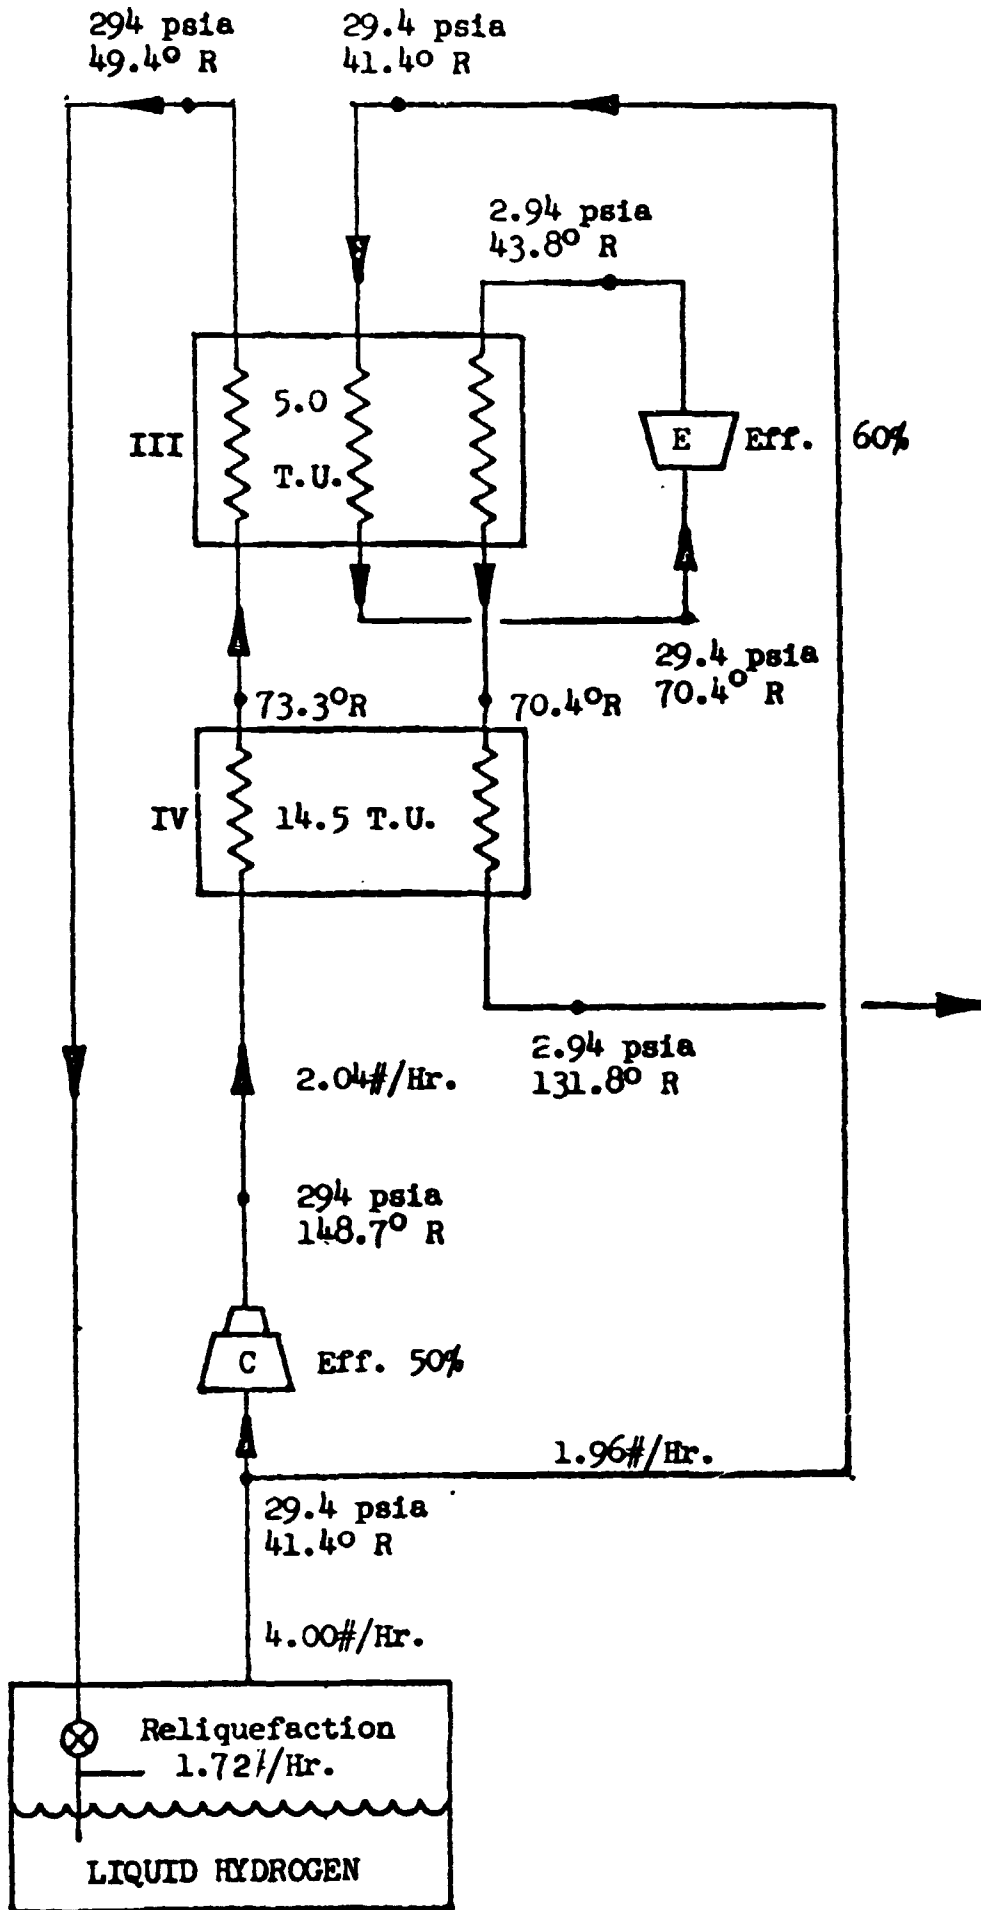 294 psia
49.4° R
29.4 psia
41.4° R
2.94 psia
43.8° R
5.0
T.U.
III
E
Eff. 60%
29.4 psia
70.4° R
73.3°R
70.4°R
IV
14.5 T.U.
2.94 psia
131.8° R
2.04#/Hr.
294 psia
148.7° R
C
Eff. 50%
1.96#/Hr.
29.4 psia
41.4° R
4.00#/Hr.
Reliquefaction
1.72#/Hr.
LIQUID HYDROGEN